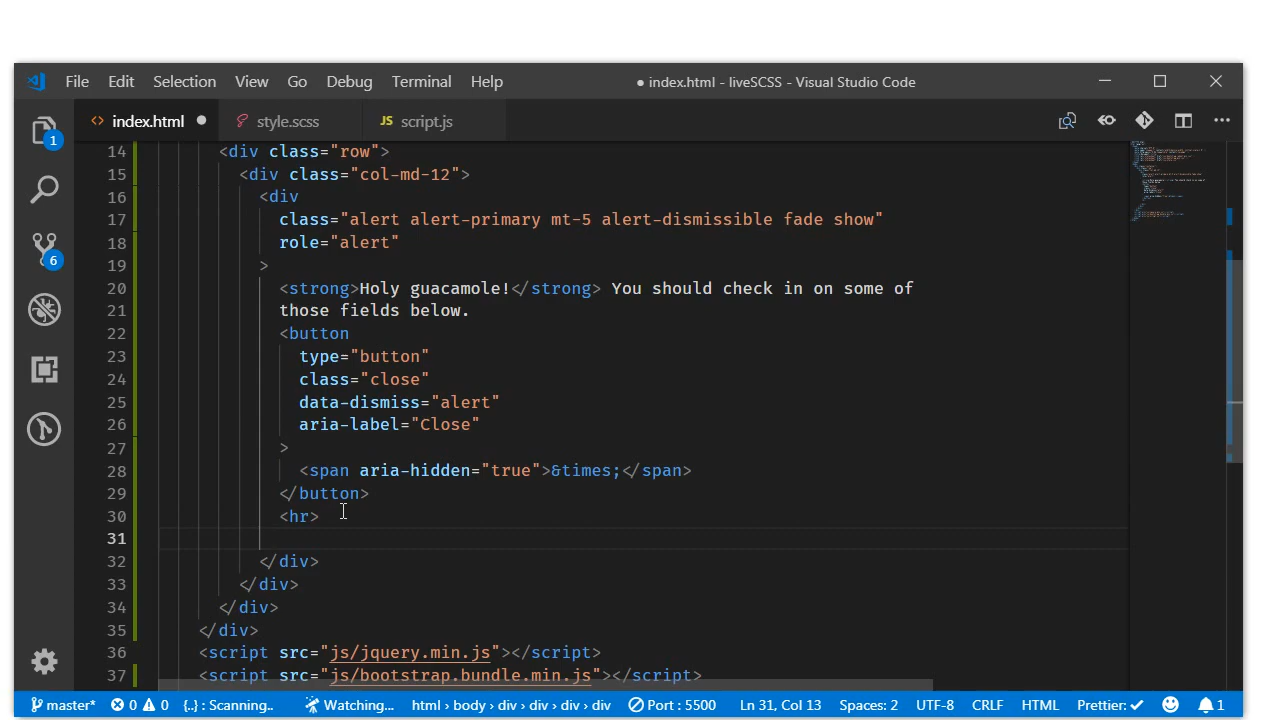 File Edit Selection View Go Debug Terminal Help ● index.html - liveSCSS - Visual Studio Code
<> index.html ● style.scss JS script.js
1
6
14 <div class="row">
15 <div class="col-md-12">
16 <div
17 class="alert alert-primary mt-5 alert-dismissible fade show"
18 role="alert"
19 >
20 <strong>Holy guacamole!</strong> You should check in on some of
21 those fields below.
22 <button
23 type="button"
24 class="close"
25 data-dismiss="alert"
26 aria-label="Close"
27 >
28 <span aria-hidden="true">&times;</span>
29 </button>
30 <hr>
31
32 </div>
33 </div>
34 </div>
35 </div>
36 <script src="js/jquery.min.js"></script>
37 <script src="js/bootstrap.bundle.min.js"></script>
master* 0 0 {..} : Scanning.. Watching... html › body › div › div › div › div Port : 5500 Ln 31, Col 13 Spaces: 2 UTF-8 CRLF HTML Prettier: ✓ 1